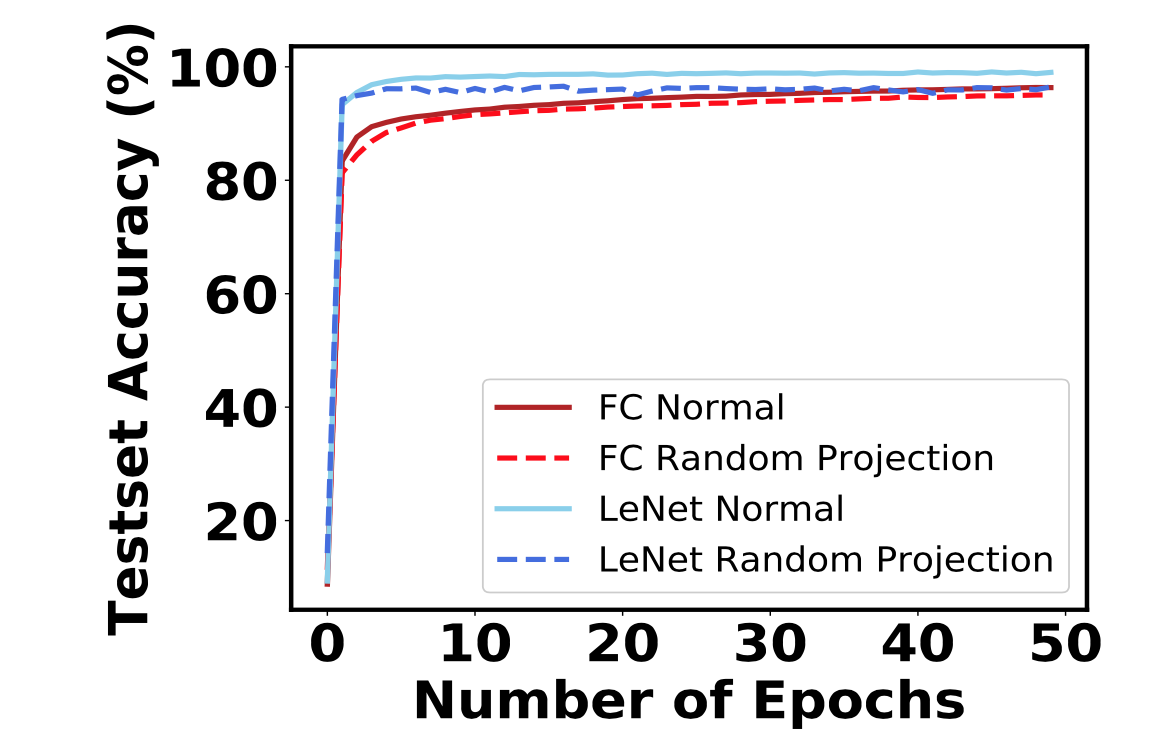 Testset Accuracy (%)
100
80
60
40
20
FC Normal
FC Random Projection
LeNet Normal
LeNet Random Projection
0 10 20 30 40 50
Number of Epochs